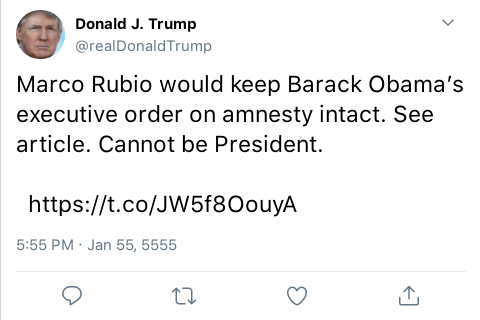 Donald J. Trump
@realDonaldTrump
Marco Rubio would keep Barack Obama’s
executive order on amnesty intact. See
article. Cannot be President.
https://t.co/JW5f8OouyA
5:55 PM · Jan 55, 5555